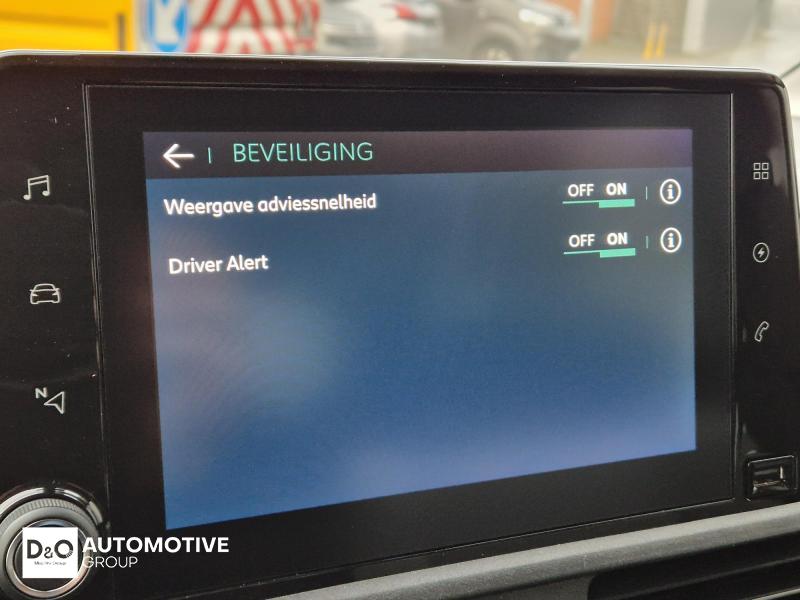 BEVEILIGING
Weergave adviessnelheid OFF ON
Driver Alert OFF ON
N
D&O AUTOMOTIVE
GROUP